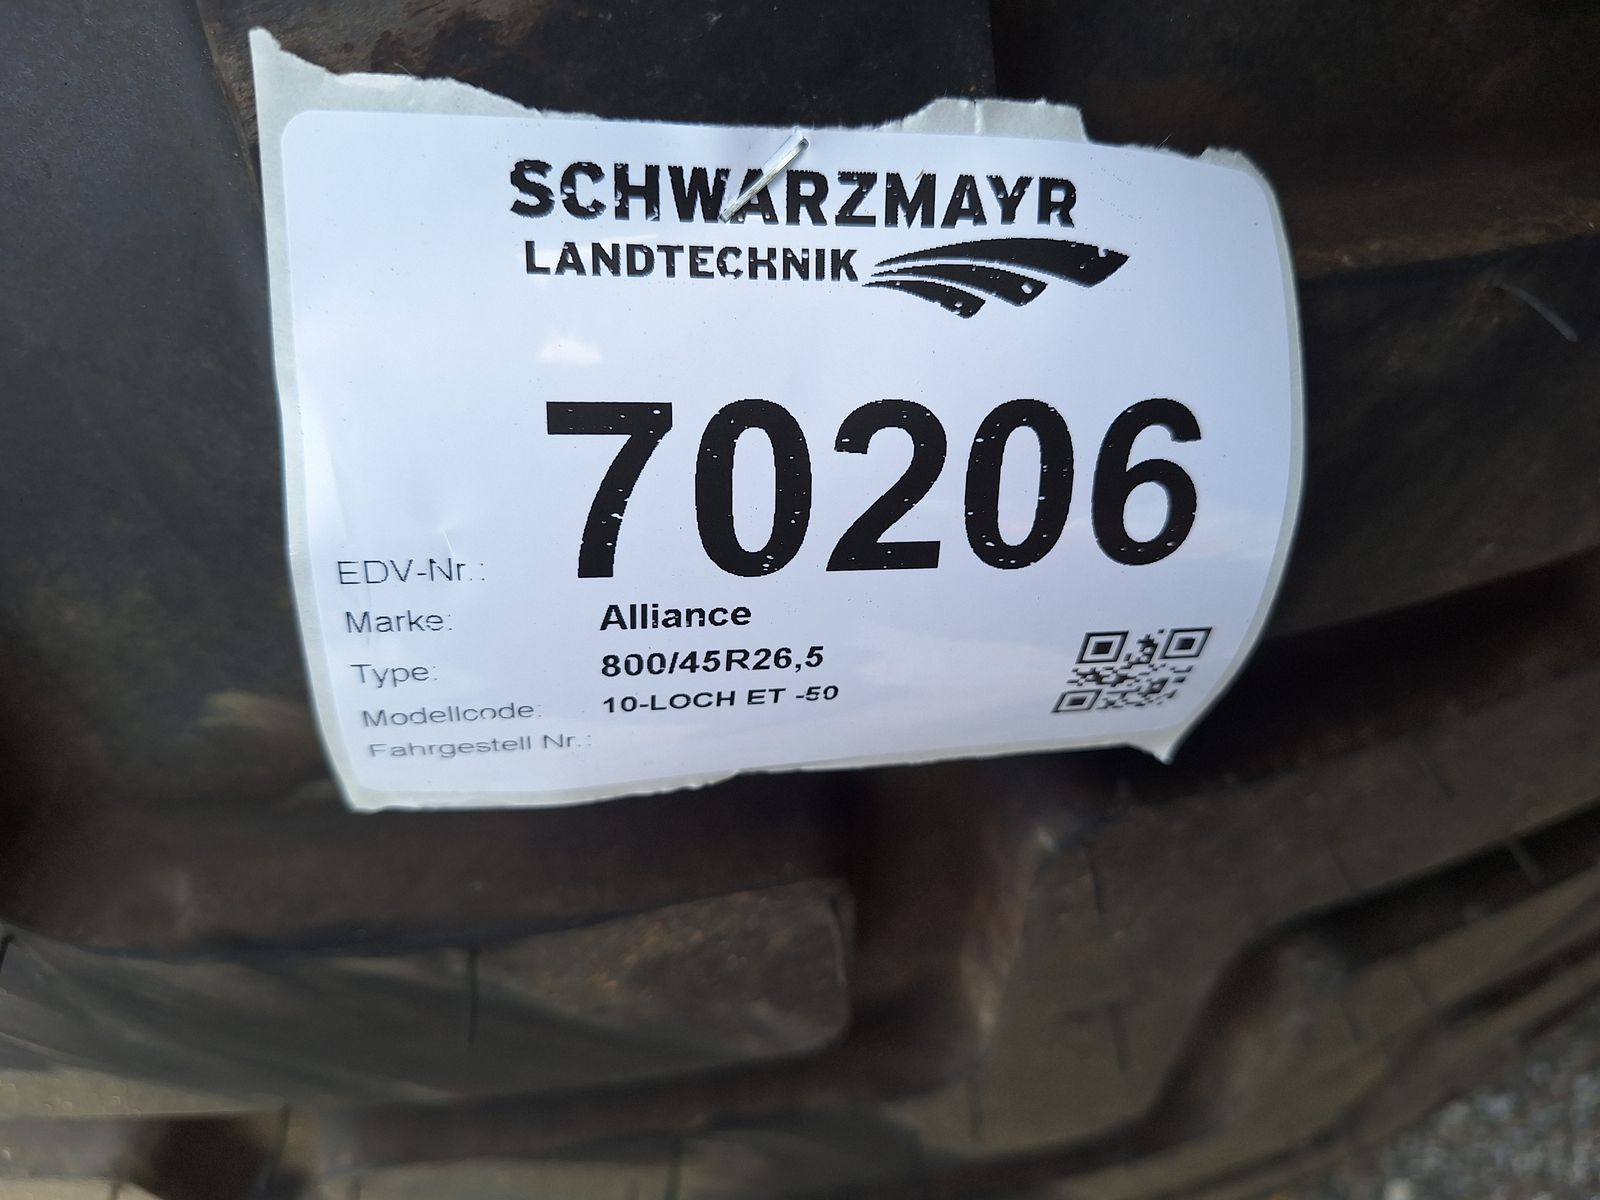 SCHWARZMAYR
LANDTECHNIK
EDV-Nr.: 70206
Marke: Alliance
Type: 800/45R26,5
Modellcode: 10-LOCH ET -50
Fahrgestell Nr.: